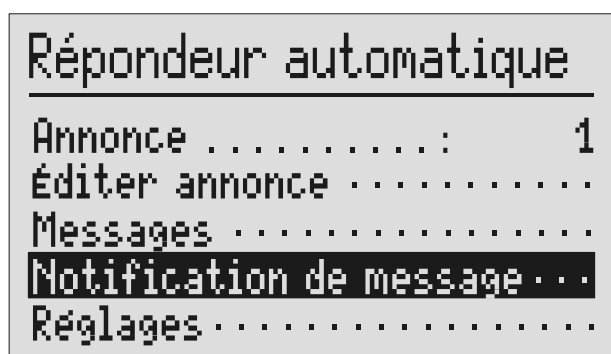 Répondeur automatique
Annonce ..........: 1
Éditer annonce ···········
Messages ················
Notification de message ···
Réglages ·················